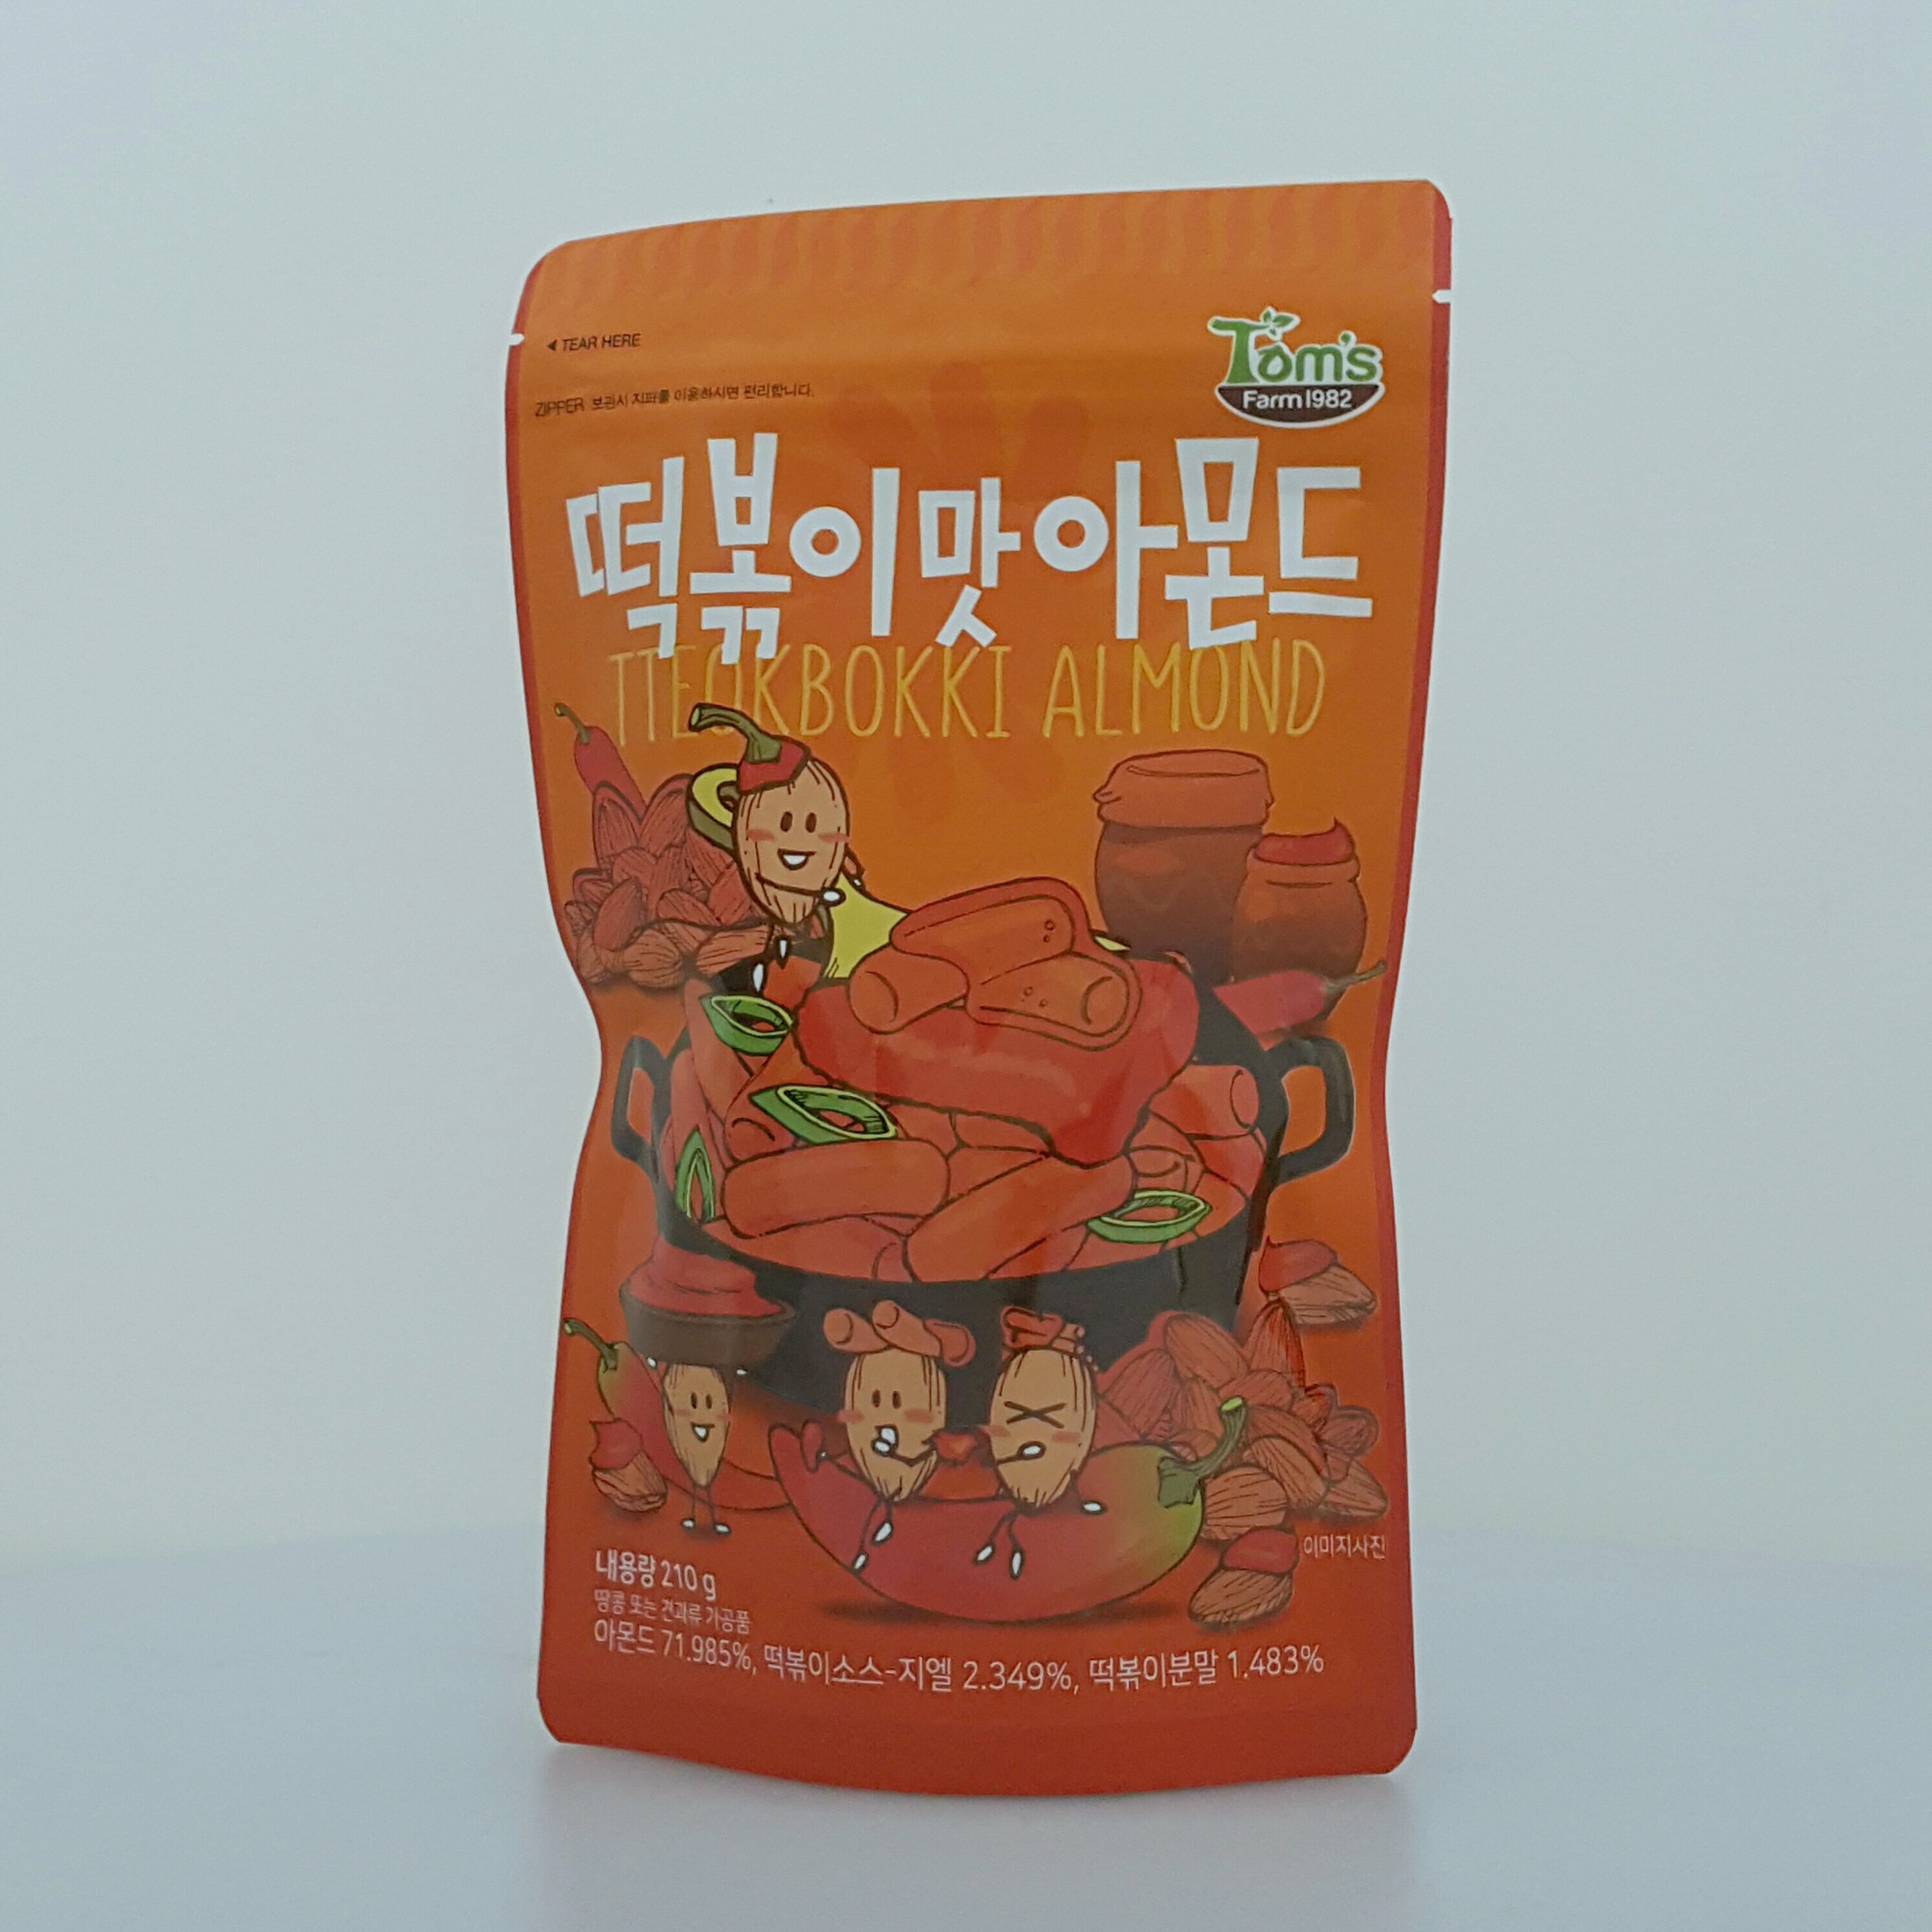 ◀ TEAR HERE
ZIPPER 보관시 지퍼를 이용하시면 편리합니다.
Tom's
Farm 1982
떡볶이맛 아몬드
TTEOKBOKKI ALMOND
이미지사진
내용량 210 g
땅콩 또는 견과류 가공품
아몬드 71.985%, 떡볶이소스-지엘 2.349%, 떡볶이분말 1.483%